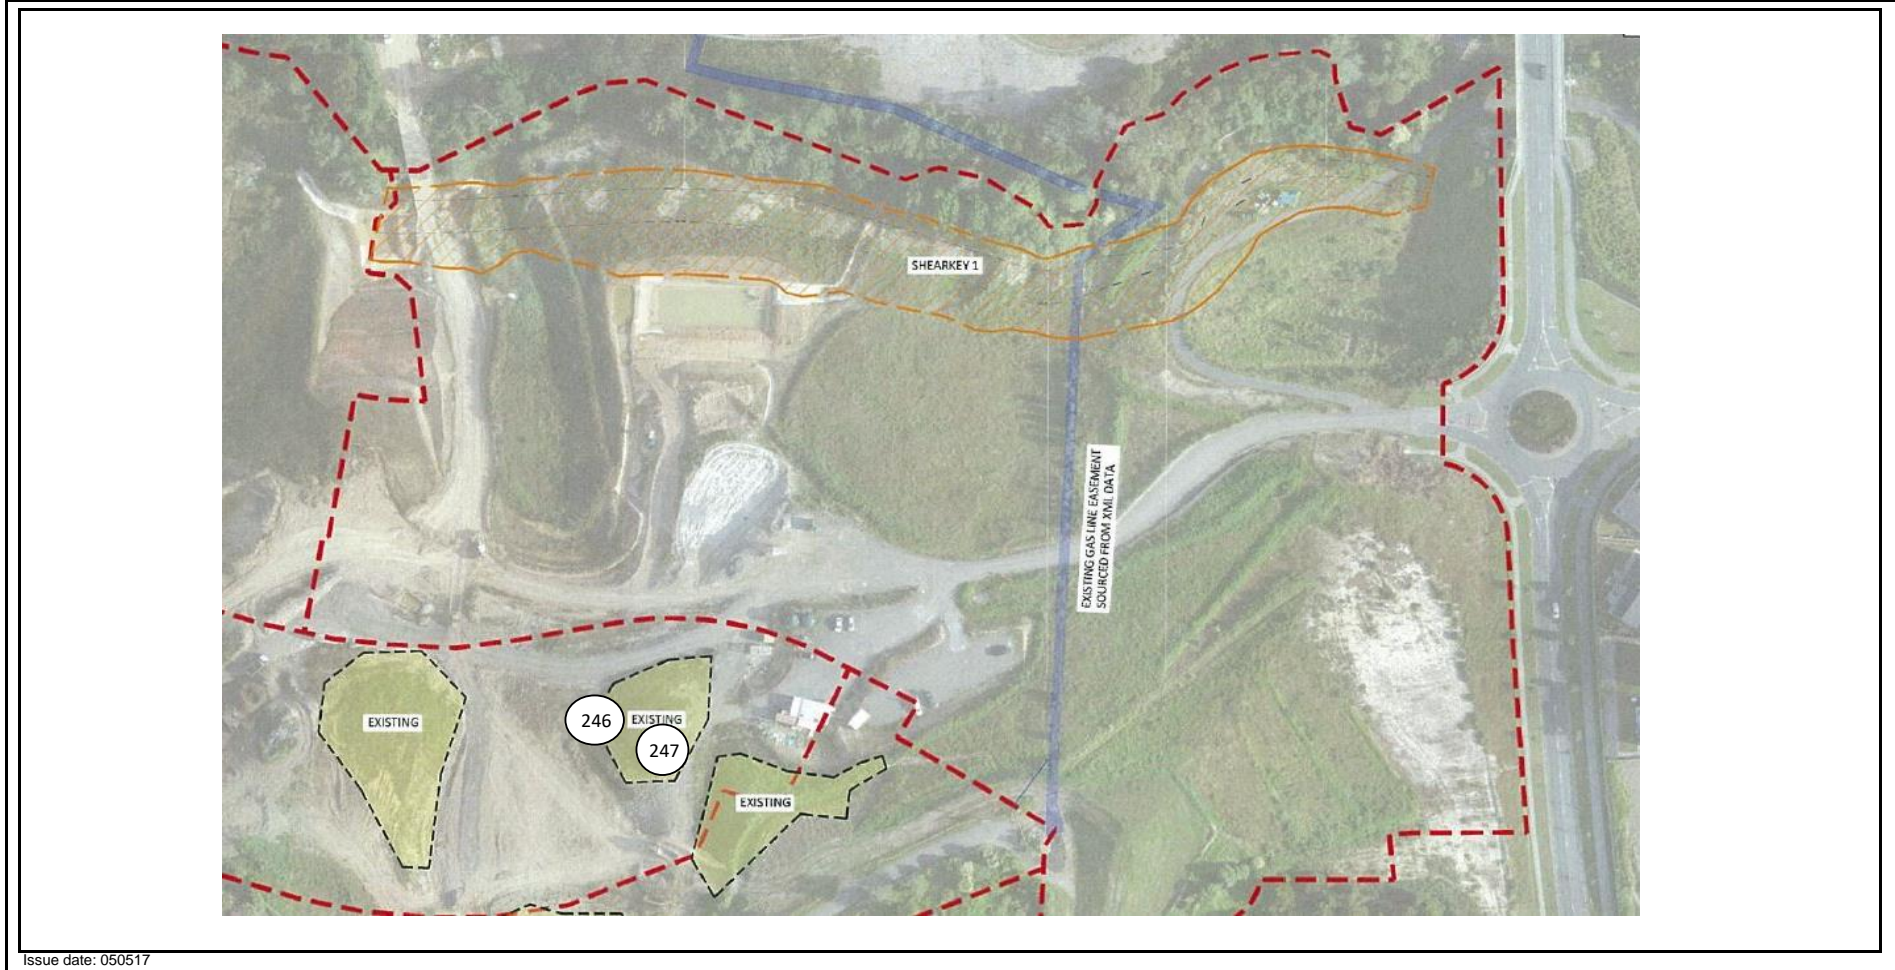 SHEARKEY 1
EXISTING GAS LINE EASEMENT
SOURCED FROM XML DATA
EXISTING
246
EXISTING
247
EXISTING
Issue date: 050517